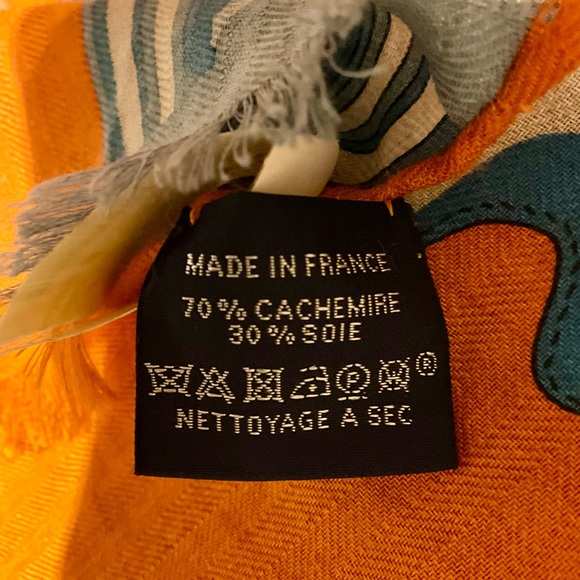 MADE IN FRANCE
70% CACHEMIRE
30% SOIE
P ®
NETTOYAGE A SEC